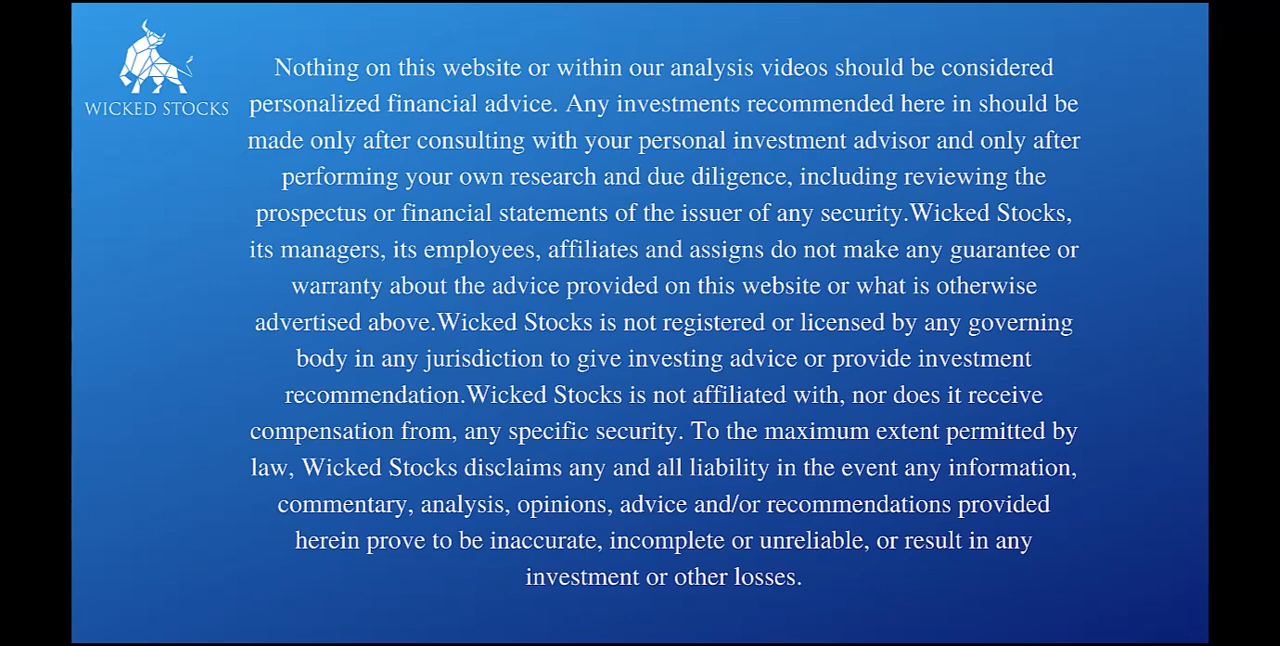 WICKED STOCKS
Nothing on this website or within our analysis videos should be considered
personalized financial advice. Any investments recommended here in should be
made only after consulting with your personal investment advisor and only after
performing your own research and due diligence, including reviewing the
prospectus or financial statements of the issuer of any security.Wicked Stocks,
its managers, its employees, affiliates and assigns do not make any guarantee or
warranty about the advice provided on this website or what is otherwise
advertised above.Wicked Stocks is not registered or licensed by any governing
body in any jurisdiction to give investing advice or provide investment
recommendation.Wicked Stocks is not affiliated with, nor does it receive
compensation from, any specific security. To the maximum extent permitted by
law, Wicked Stocks disclaims any and all liability in the event any information,
commentary, analysis, opinions, advice and/or recommendations provided
herein prove to be inaccurate, incomplete or unreliable, or result in any
investment or other losses.